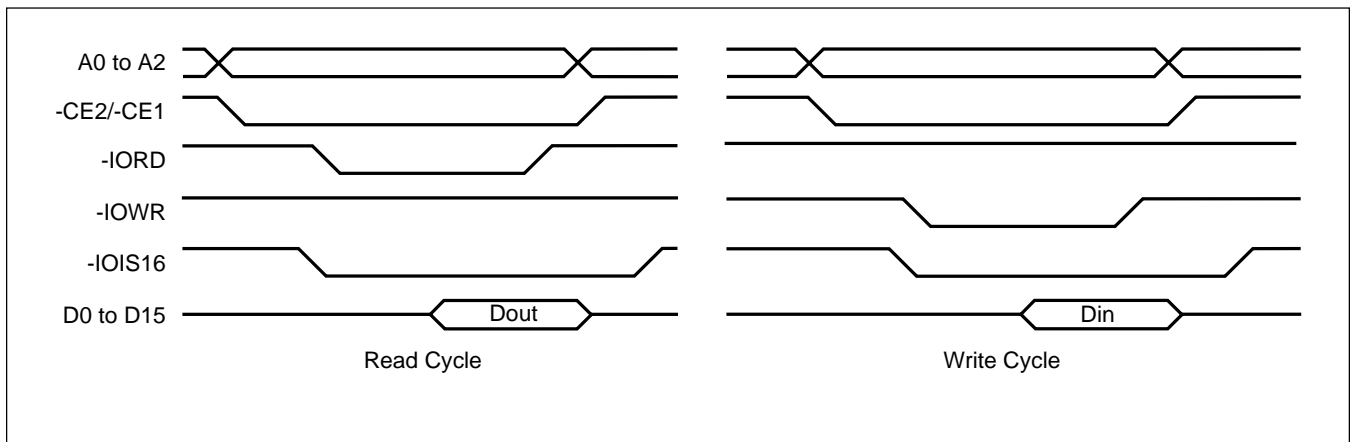 A0 to A2
-CE2/-CE1
-IORD
-IOWR
-IOIS16
D0 to D15
Dout
Din
Read Cycle
Write Cycle